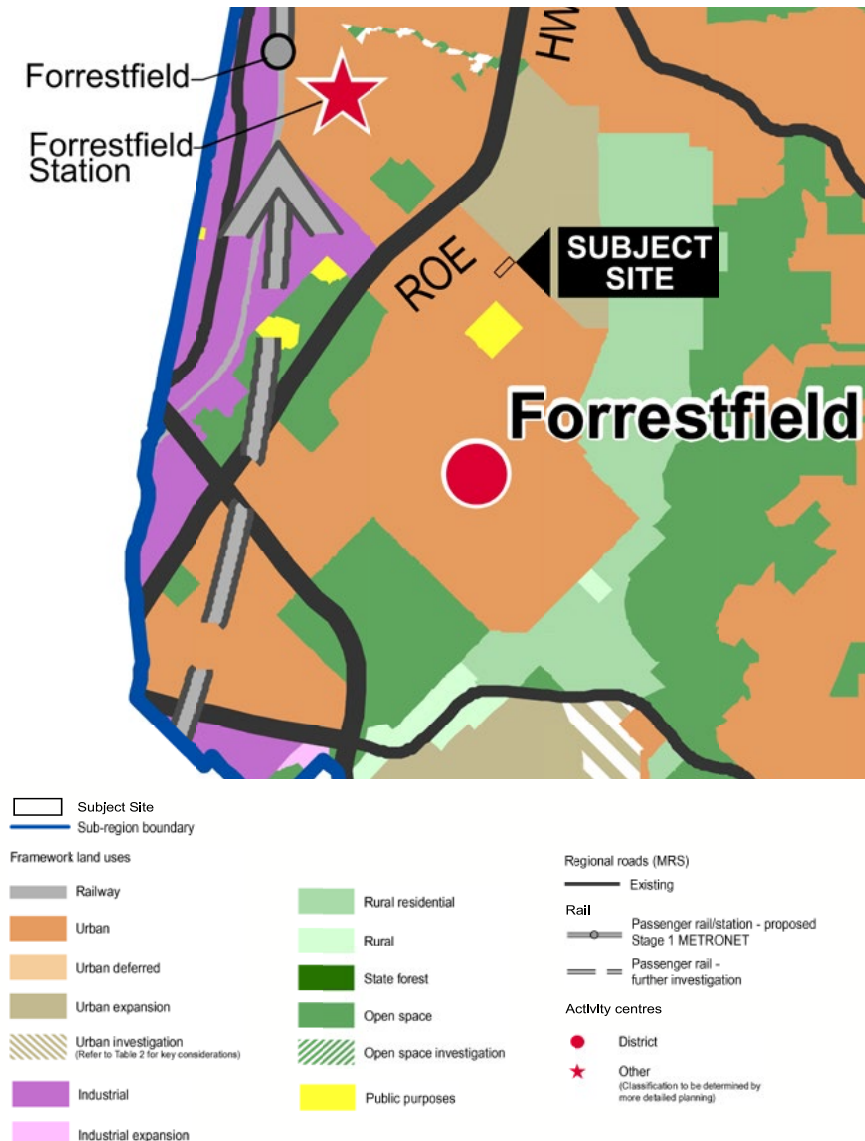 HW
Forrestfield
Forrestfield
Station
ROE
SUBJECT
SITE
Forrestfield
Subject Site
Sub-region boundary
Framework land uses
Railway
Urban
Urban deferred
Urban expansion
Urban investigation
(Refer to Table 2 for key considerations)
Industrial
Industrial expansion
Rural residential
Rural
State forest
Open space
Open space investigation
Public purposes
Regional roads (MRS)
Existing
Rail
Passenger rail/station - proposed
Stage 1 METRONET
Passenger rail -
further investigation
Activity centres
District
Other
(Classification to be determined by
more detailed planning)